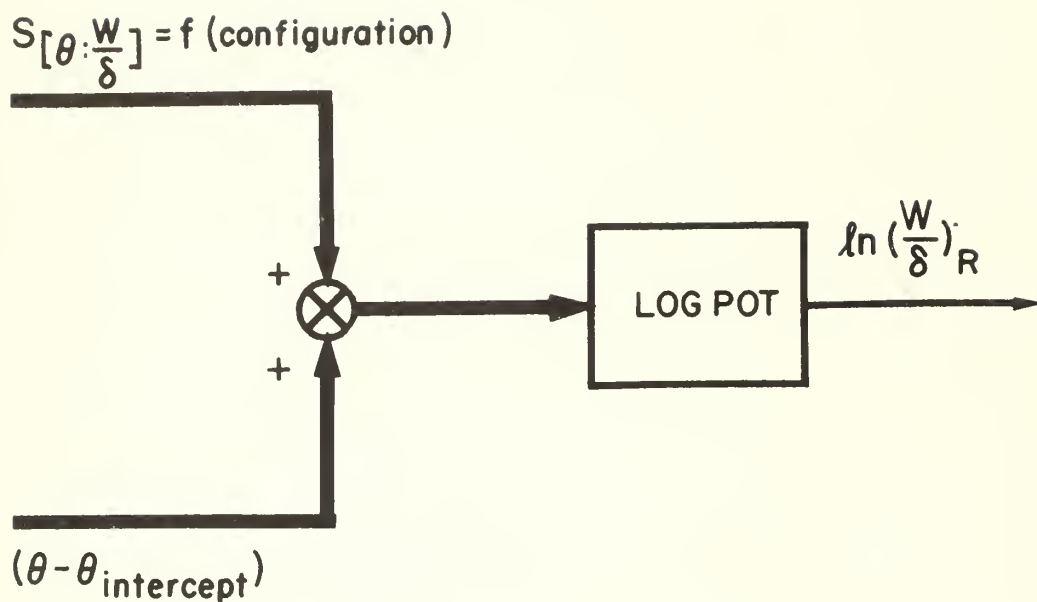 S[θ:W/δ] = f (configuration)
+
+
LOG POT
ln (W/δ)R
(θ-θintercept)